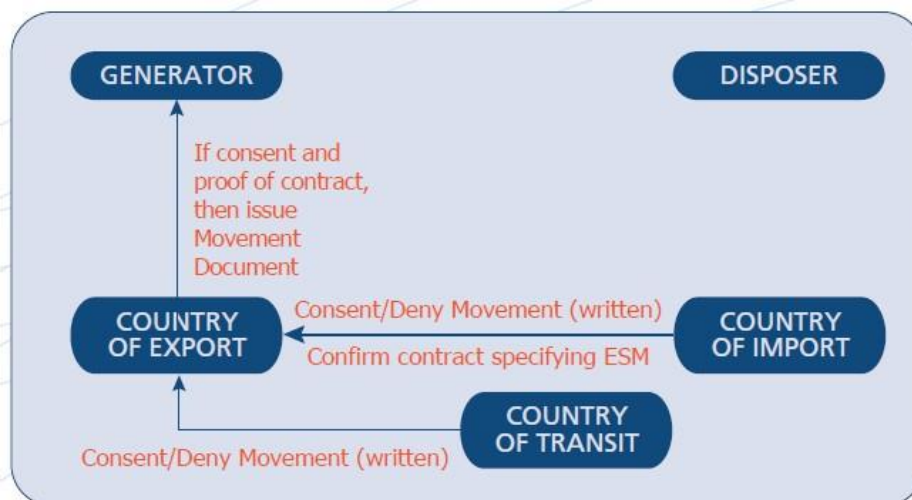 GENERATOR
DISPOSER
If consent and
proof of contract,
then issue
Movement
Document
COUNTRY
OF EXPORT
Consent/Deny Movement (written)
Confirm contract specifying ESM
COUNTRY
OF IMPORT
COUNTRY
OF TRANSIT
Consent/Deny Movement (written)